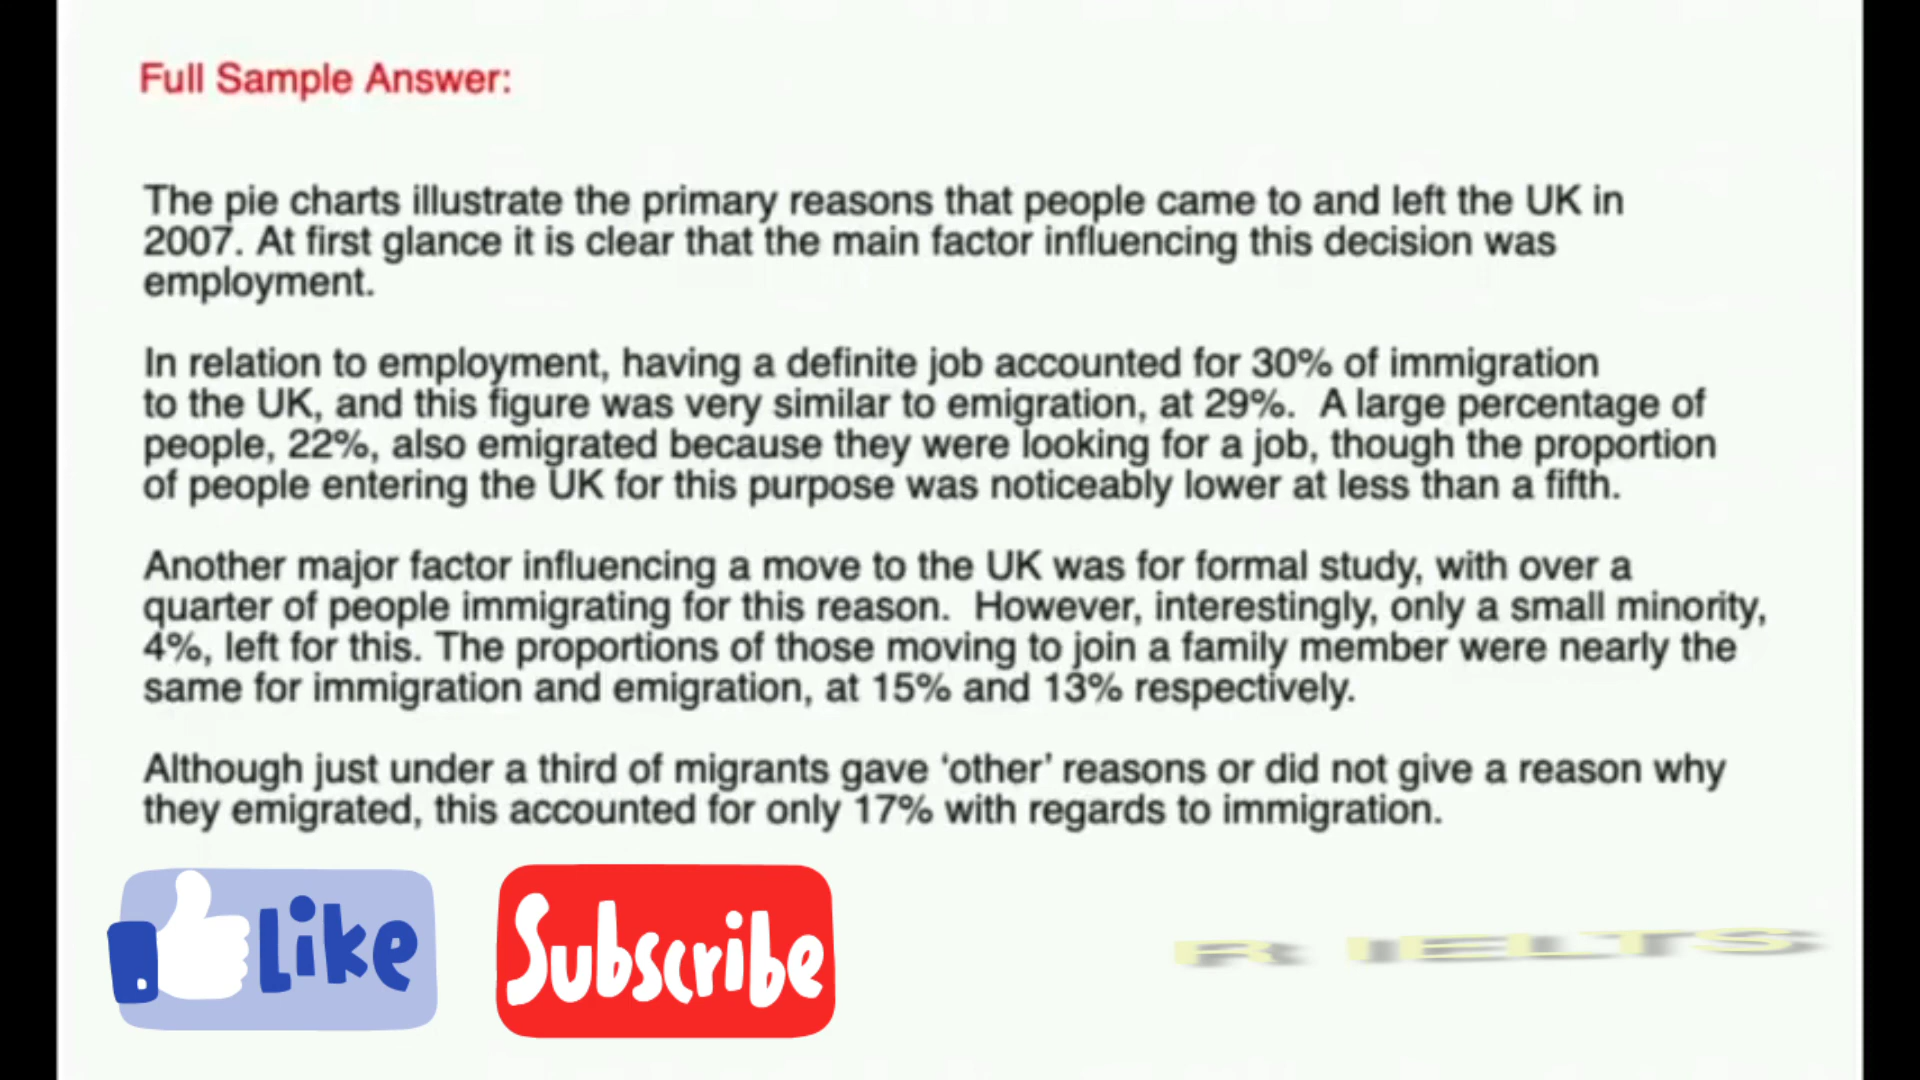 Full Sample Answer:
The pie charts illustrate the primary reasons that people came to and left the UK in
2007. At first glance it is clear that the main factor influencing this decision was
employment.
In relation to employment, having a definite job accounted for 30% of immigration
to the UK, and this figure was very similar to emigration, at 29%. A large percentage of
people, 22%, also emigrated because they were looking for a job, though the proportion
of people entering the UK for this purpose was noticeably lower at less than a fifth.
Another major factor influencing a move to the UK was for formal study, with over a
quarter of people immigrating for this reason. However, interestingly, only a small minority,
4%, left for this. The proportions of those moving to join a family member were nearly the
same for immigration and emigration, at 15% and 13% respectively.
Although just under a third of migrants gave ‘other’ reasons or did not give a reason why
they emigrated, this accounted for only 17% with regards to immigration.
Like
Subscribe
R IELTS